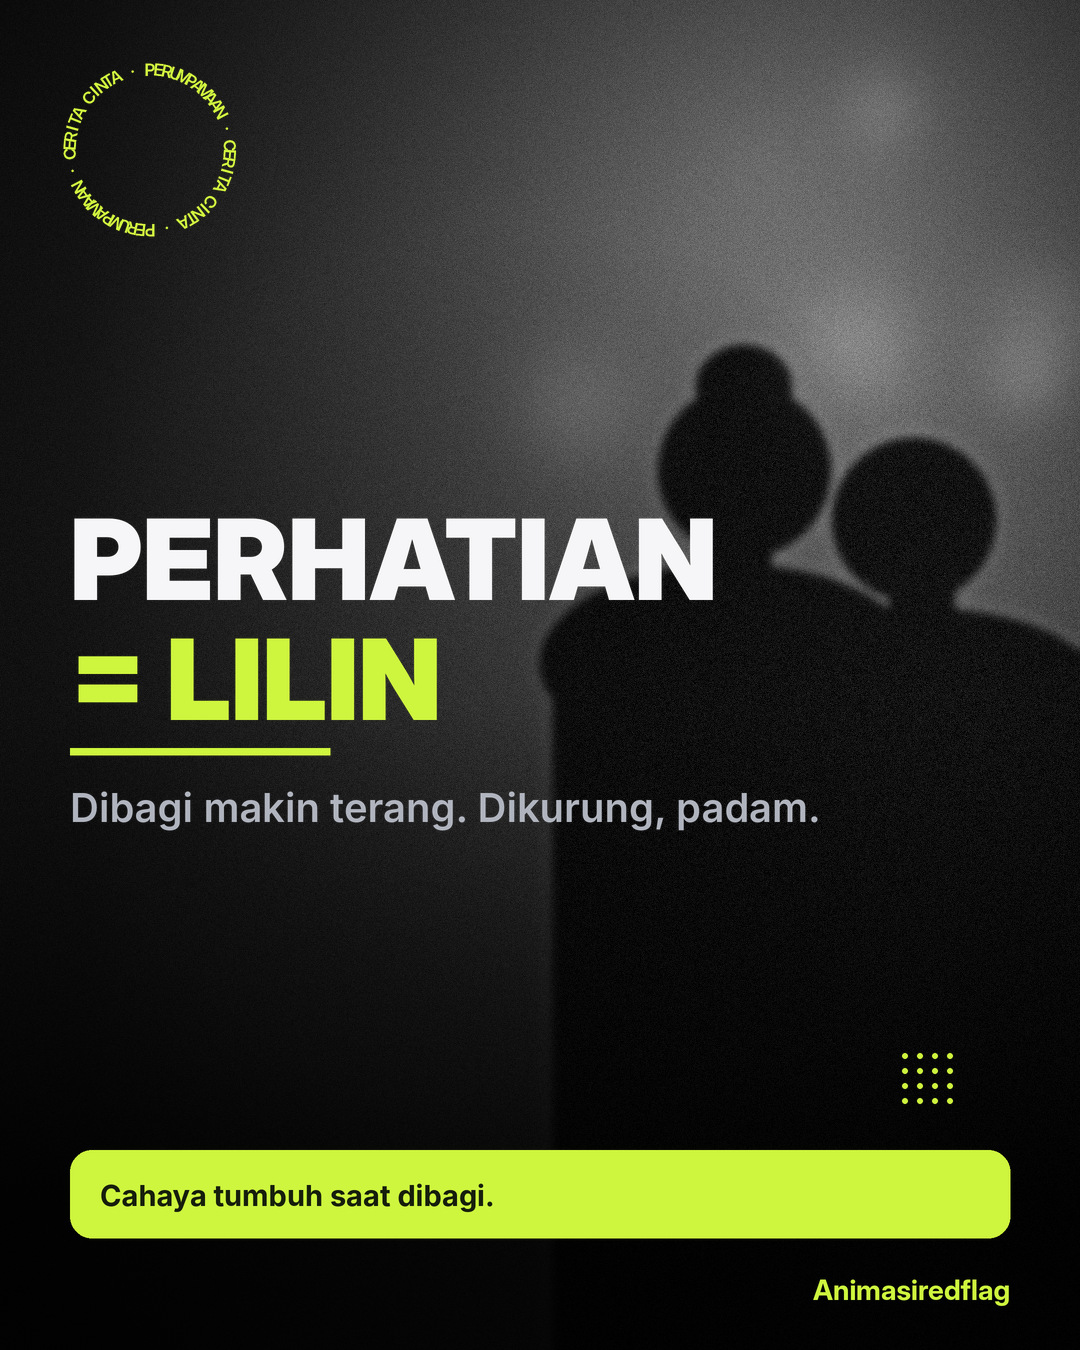 PERUMPAMAAN · CERITA CINTA · PERUMPAMAAN · CERITA CINTA ·
PERHATIAN
= LILIN
Dibagi makin terang. Dikurung, padam.
Cahaya tumbuh saat dibagi.
Animasiredflag